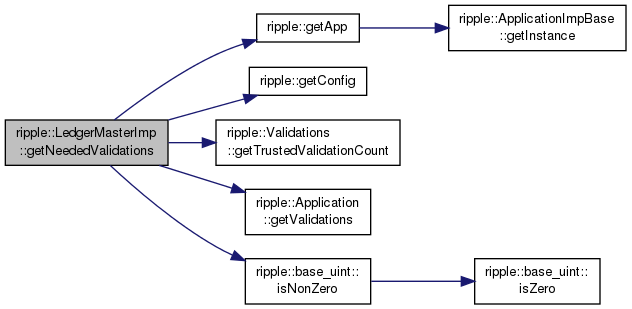 ripple::LedgerMasterImp
::getNeededValidations
ripple::getApp
ripple::ApplicationImpBase
::getInstance
ripple::getConfig
ripple::Validations
::getTrustedValidationCount
ripple::Application
::getValidations
ripple::base_uint::
isNonZero
ripple::base_uint::
isZero